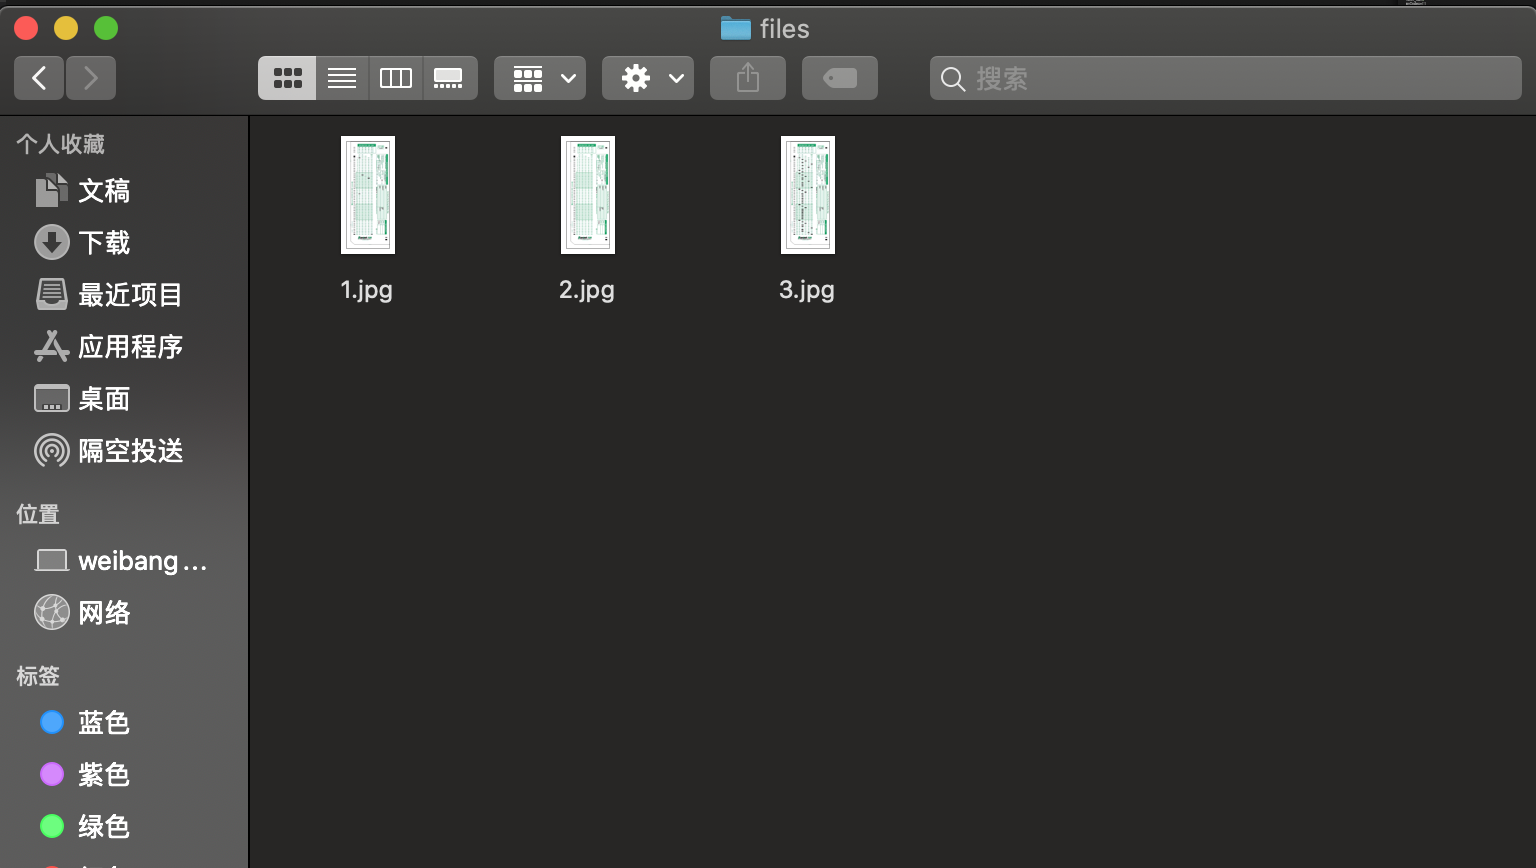 files
搜索
个人收藏
文稿
下载
最近项目
应用程序
桌面
隔空投送
位置
weibang...
网络
标签
蓝色
紫色
绿色
1.jpg
2.jpg
3.jpg